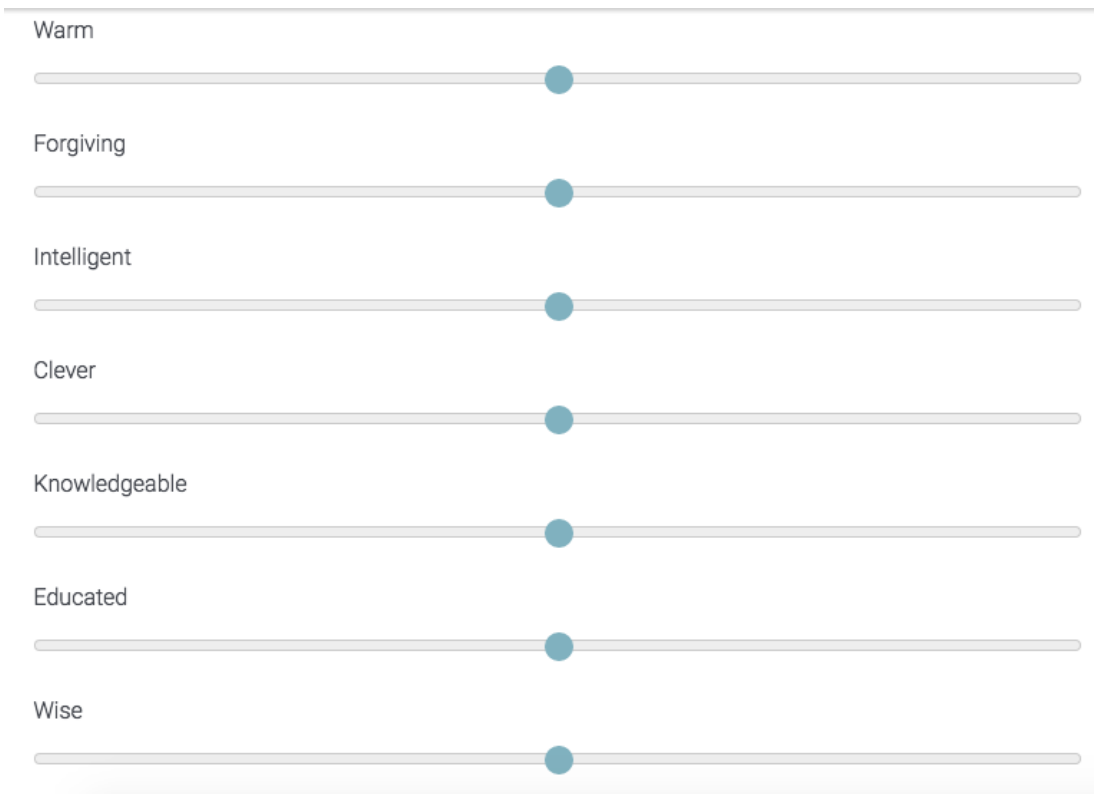 Warm
Forgiving
Intelligent
Clever
Knowledgeable
Educated
Wise